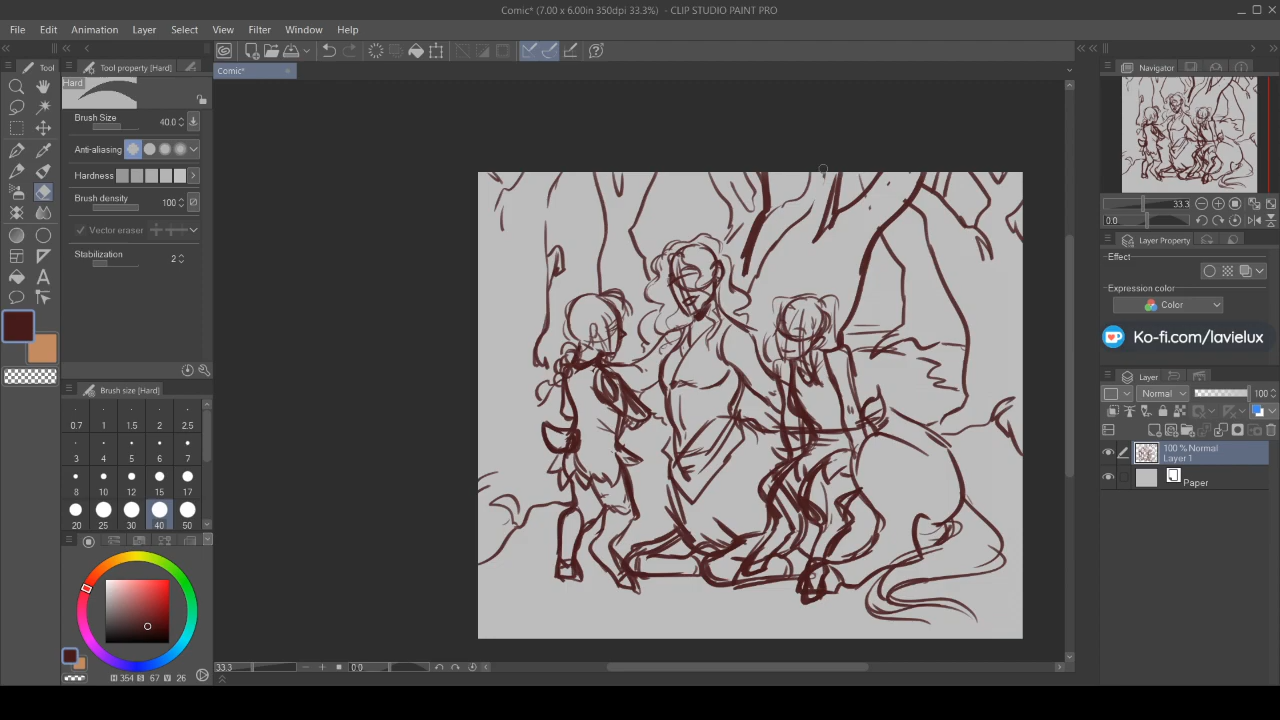 Comic* (7.00 x 6.00in 350dpi 33.3%) - CLIP STUDIO PAINT PRO
File Edit Animation Layer Select View Filter Window Help
Tool
Tool property [Hard]
Comic*
Navigator
Hard
Brush Size 40.0
Anti-aliasing
Hardness
Brush density 100
Vector eraser
Stabilization 2
33.3
0.0
Layer Property
Effect
Expression color
Color
Ko-fi.com/lavielux
Brush size [Hard]
0.7 1 1.5 2 2.5
3 4 5 6 7
8 10 12 15 17
20 25 30 40 50
Layer
Normal 100
100 % Normal
Layer 1
Paper
33.3 0.0
H 354 S 67 V 26